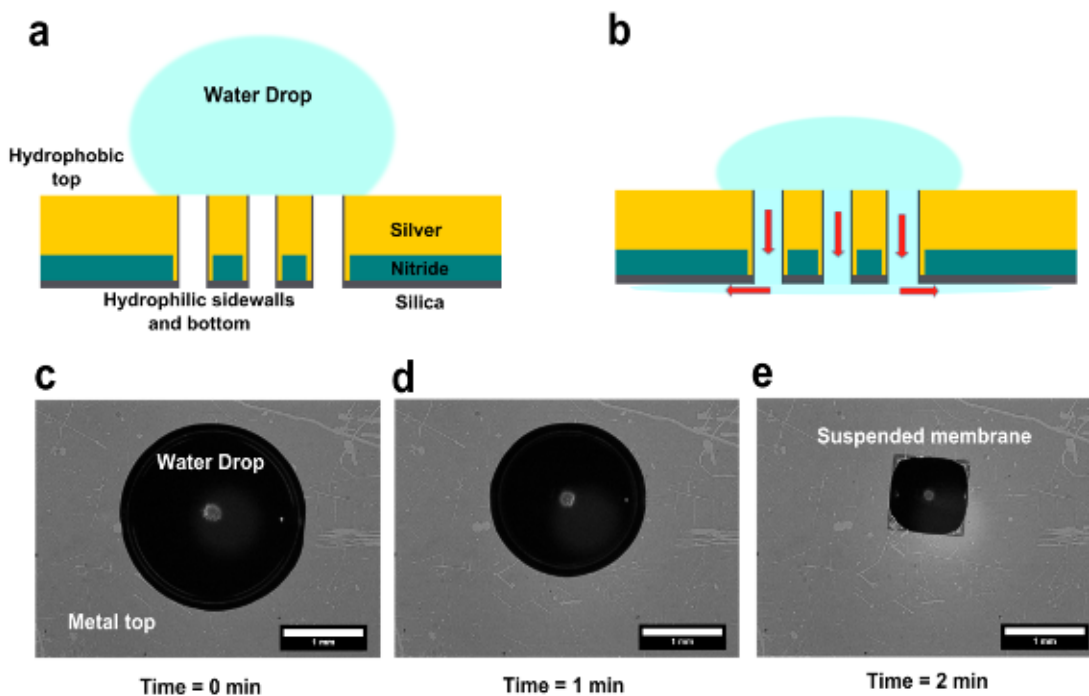 a
b
Water Drop
Hydrophobic
top
Silver
Nitride
Hydrophilic sidewalls
and bottom
Silica
c
d
e
Water Drop
Metal top
1 mm
1 mm
Suspended membrane
1 mm
Time = 0 min
Time = 1 min
Time = 2 min